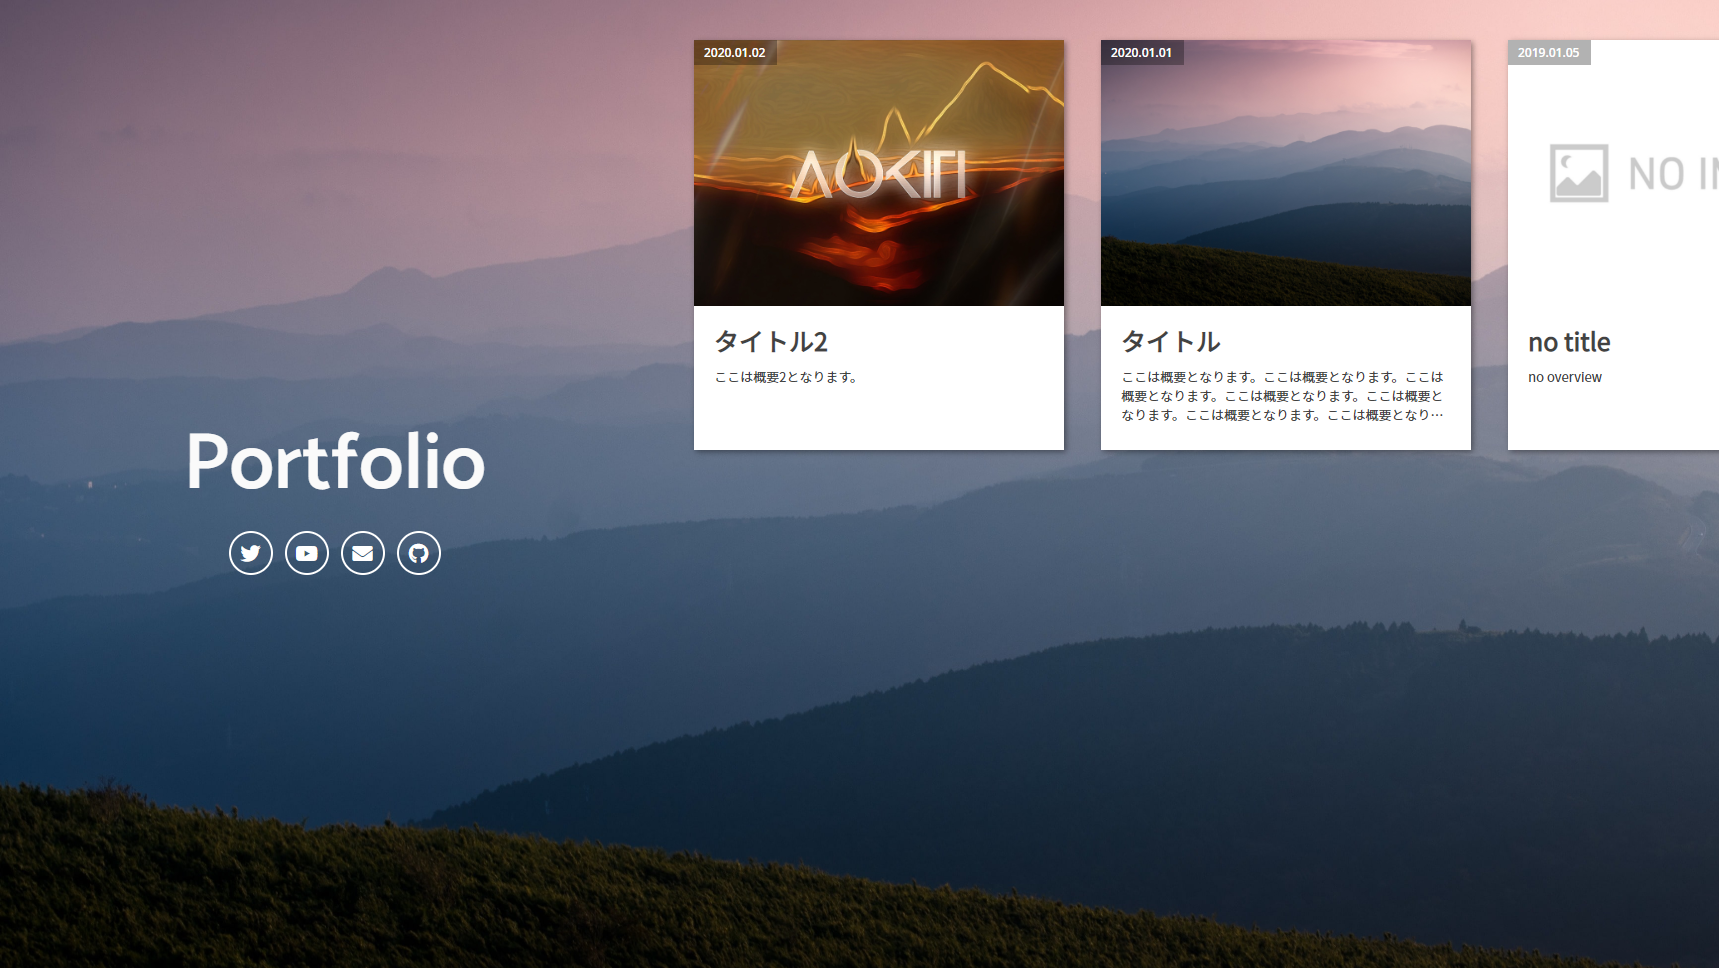 Portfolio
2020.01.02
AOKITI
タイトル2
ここは概要2となります。
2020.01.01
タイトル
ここは概要となります。ここは概要となります。ここは
概要となります。ここは概要となります。ここは概要と
なります。ここは概要となります。ここは概要となり…
2019.01.05
NO
no title
no overview